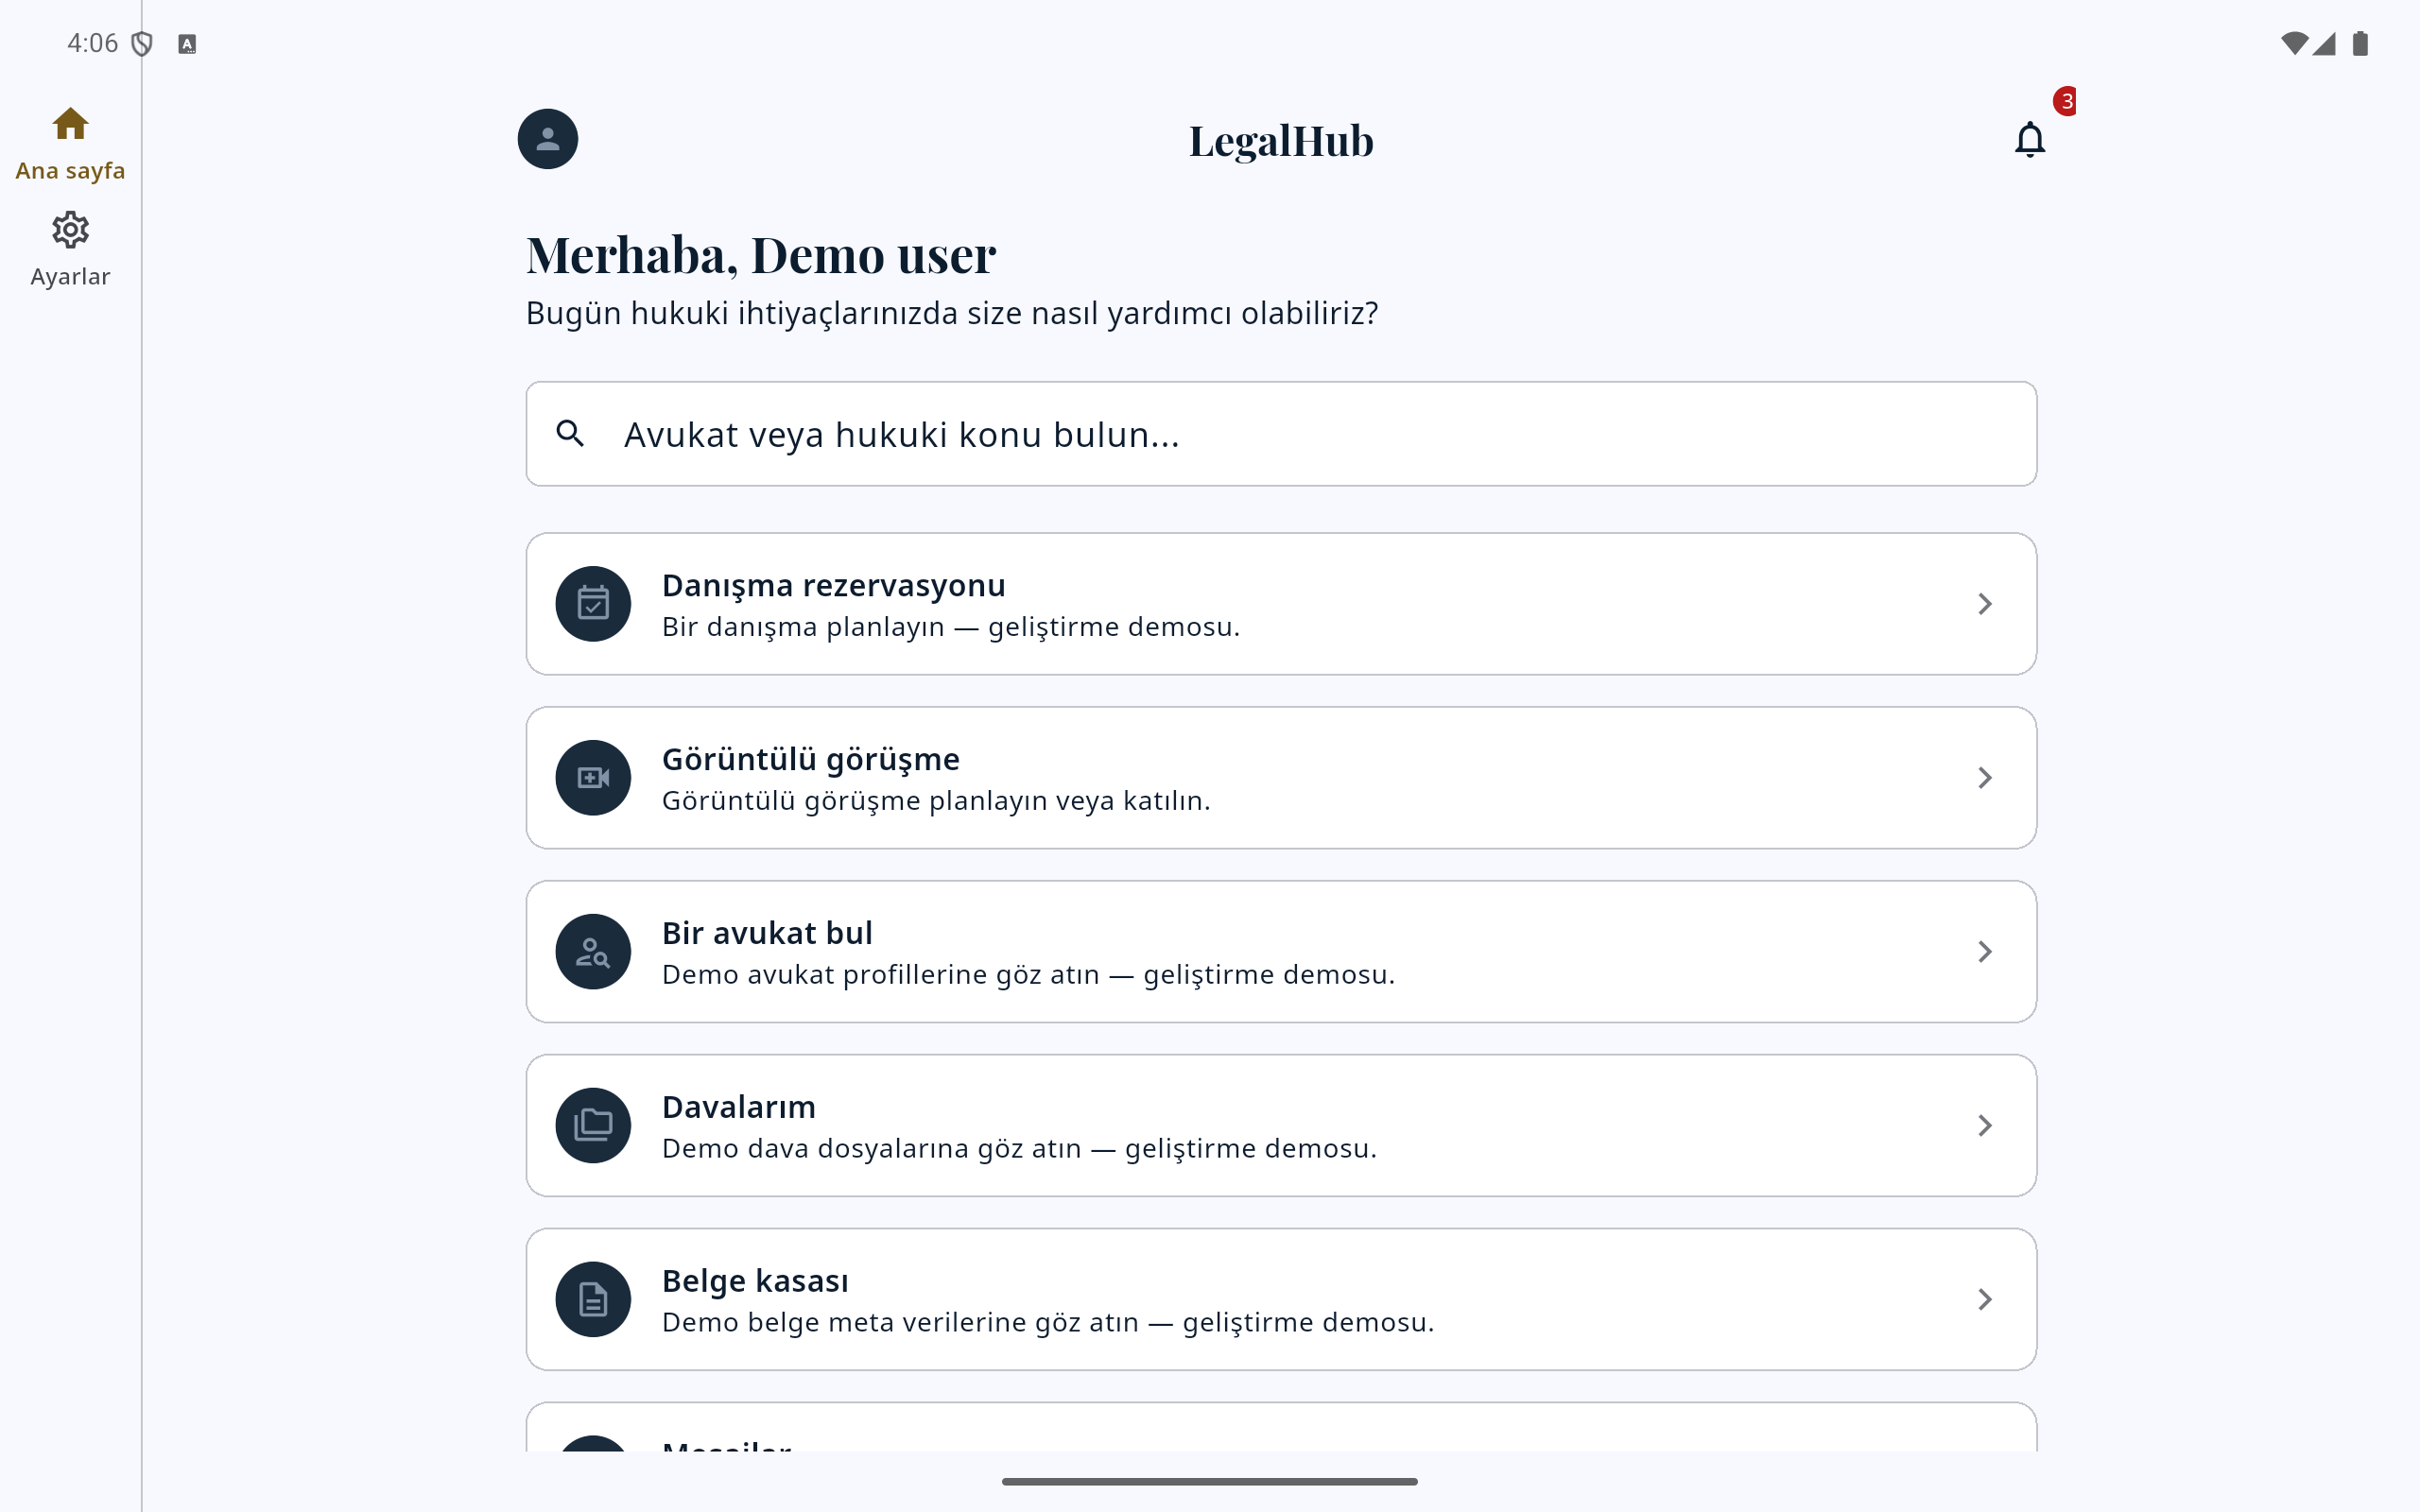 4:06
A
Ana sayfa
Ayarlar
LegalHub
3
Merhaba, Demo user
Bugün hukuki ihtiyaçlarınızda size nasıl yardımcı olabiliriz?
Avukat veya hukuki konu bulun...
Danışma rezervasyonu
Bir danışma planlayın — geliştirme demosu.
Görüntülü görüşme
Görüntülü görüşme planlayın veya katılın.
Bir avukat bul
Demo avukat profillerine göz atın — geliştirme demosu.
Davalarım
Demo dava dosyalarına göz atın — geliştirme demosu.
Belge kasası
Demo belge meta verilerine göz atın — geliştirme demosu.
Mesajlar